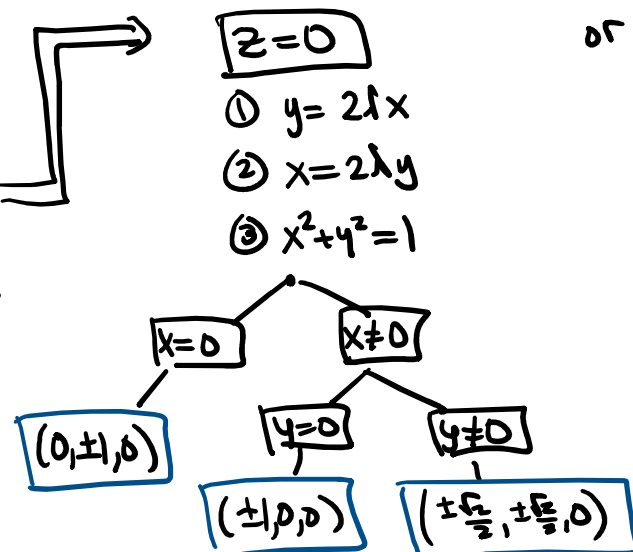 z=0
or
① y= 2λx
② x=2λy
③ x²+y²=1
x=0
x≠0
y=0
y≠0
(0,±1,0)
(±1,0,0)
(±√2/2, ±√2/2, 0)